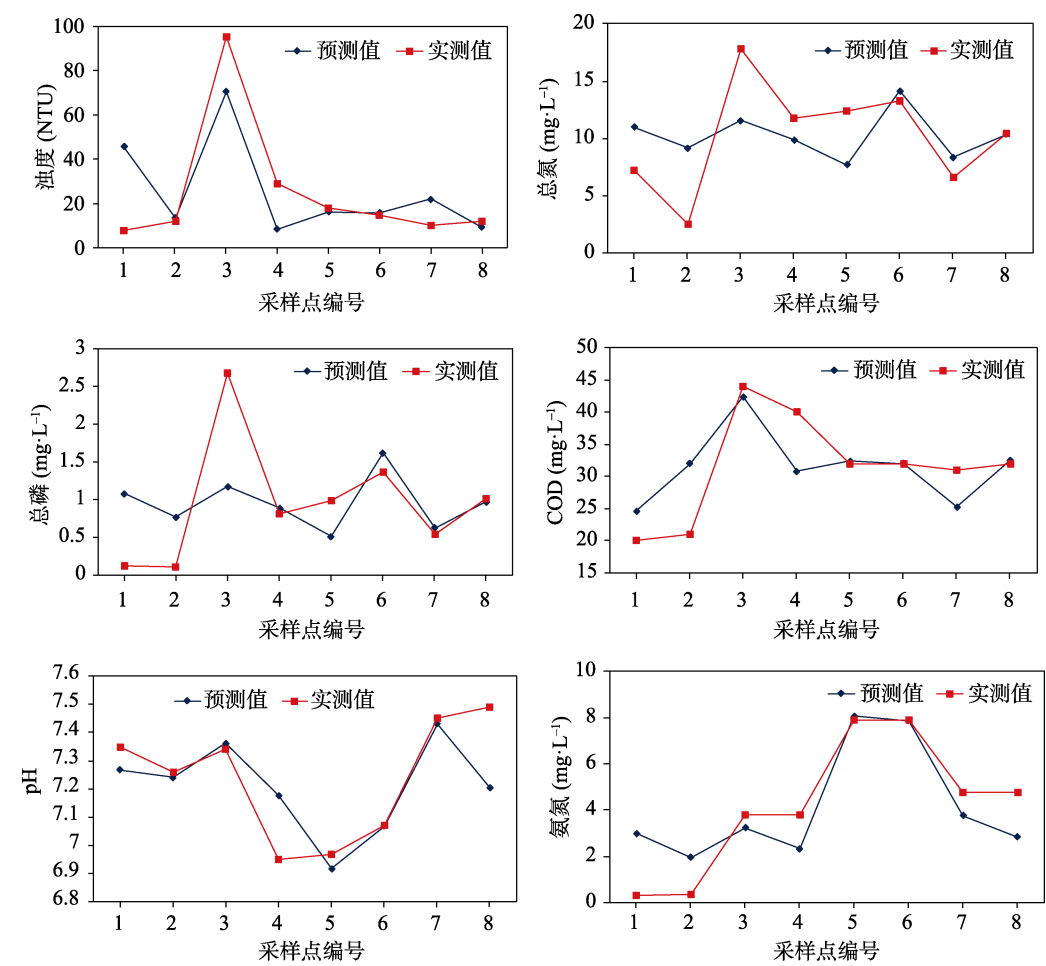 100
80
60
40
20
0
浊度 (NTU)
预测值 实测值
1 2 3 4 5 6 7 8
采样点编号
20
15
10
5
0
总氮 (mg·L⁻¹)
预测值 实测值
1 2 3 4 5 6 7 8
采样点编号
3
2.5
2
1.5
1
0.5
0
总磷 (mg·L⁻¹)
预测值 实测值
1 2 3 4 5 6 7 8
采样点编号
50
45
40
35
30
25
20
15
COD (mg·L⁻¹)
预测值 实测值
1 2 3 4 5 6 7 8
采样点编号
7.6
7.5
7.4
7.3
7.2
7.1
7
6.9
6.8
pH
预测值 实测值
1 2 3 4 5 6 7 8
采样点编号
10
8
6
4
2
0
氨氮 (mg·L⁻¹)
预测值 实测值
1 2 3 4 5 6 7 8
采样点编号